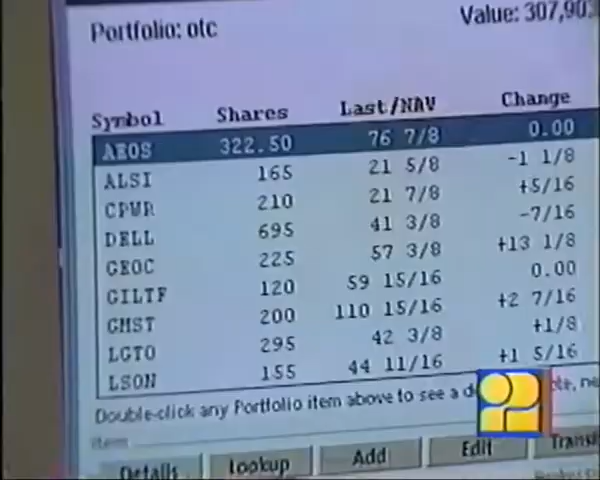 Portfolio: otc
Value: 307,90
Symbol Shares Last/NAV Change
AEOS 322.50 76 7/8 0.00
ALSI 165 21 5/8 -1 1/8
CPWR 210 21 7/8 +5/16
DELL 695 41 3/8 -7/16
GEOC 225 57 3/8 +13 1/8
GILTF 120 59 15/16 0.00
GMST 200 110 15/16 +2 7/16
LGTO 295 42 3/8 +1/8
LSON 155 44 11/16 +1 5/16
Double-click any Portfolio item above to see a
Item
Details Lookup Add Edit
2